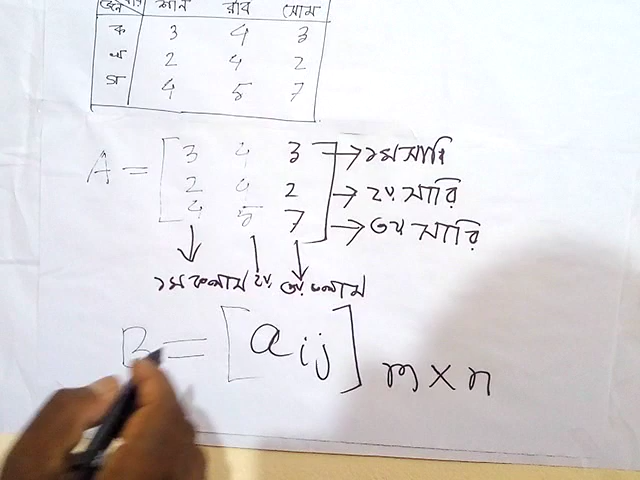 শনি রবি সোম
ক 3 4 3
খ 2 4 2
গ 4 5 7
A = [ 3 4 3 ] → ১ম সারি
2 4 2 → ২য় সারি
4 5 7 → ৩য় সারি
১ম কলাম ২য় ৩য় কলাম
B = [ a i j ] m × n